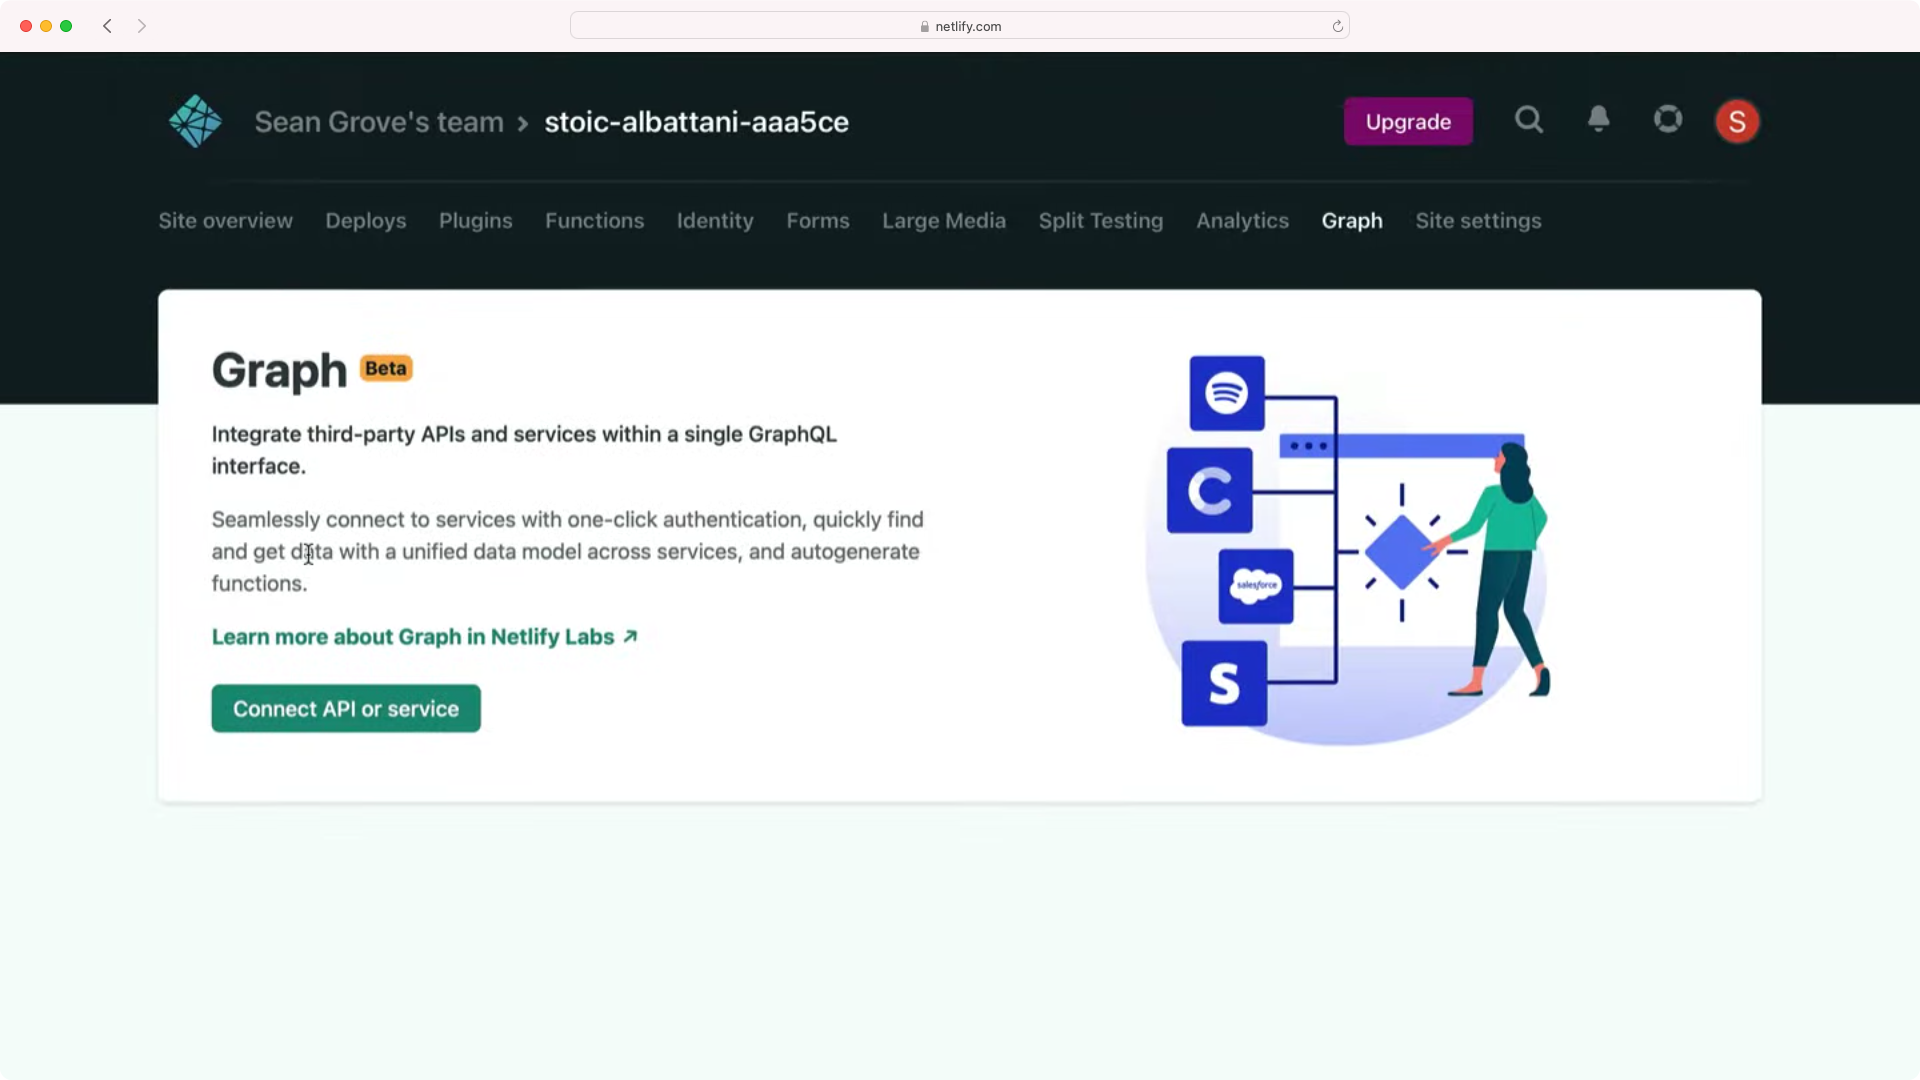 netlify.com
Sean Grove's team > stoic-albattani-aaa5ce
Upgrade
S
Site overview Deploys Plugins Functions Identity Forms Large Media Split Testing Analytics Graph Site settings
Graph Beta
Integrate third-party APIs and services within a single GraphQL
interface.
Seamlessly connect to services with one-click authentication, quickly find
and get data with a unified data model across services, and autogenerate
functions.
Learn more about Graph in Netlify Labs ↗
Connect API or service
C
salesforce
S